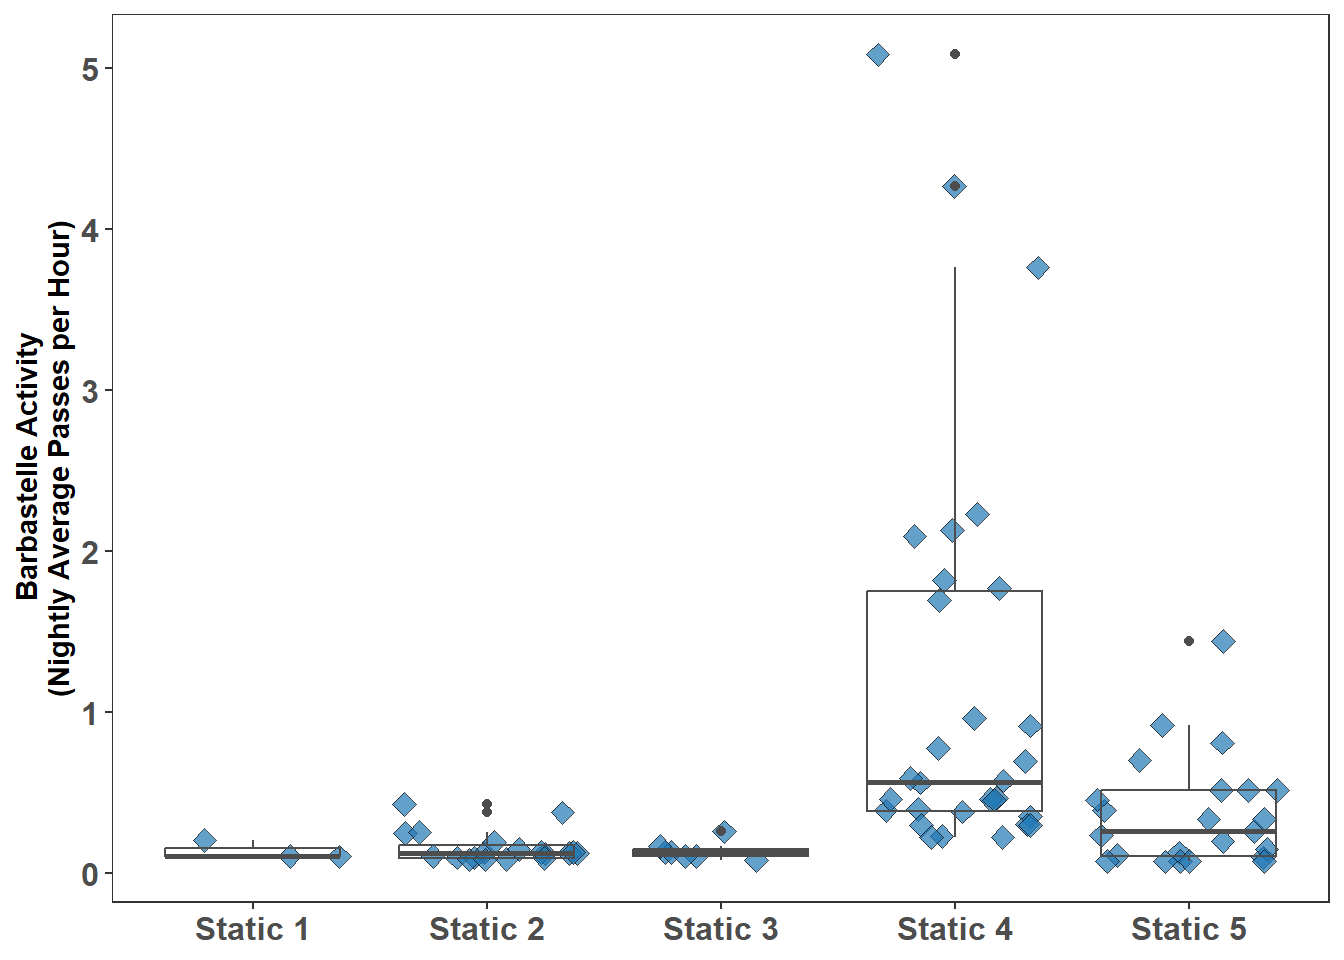 Barbastelle Activity
(Nightly Average Passes per Hour)
5
4
3
2
1
0
Static 1
Static 2
Static 3
Static 4
Static 5